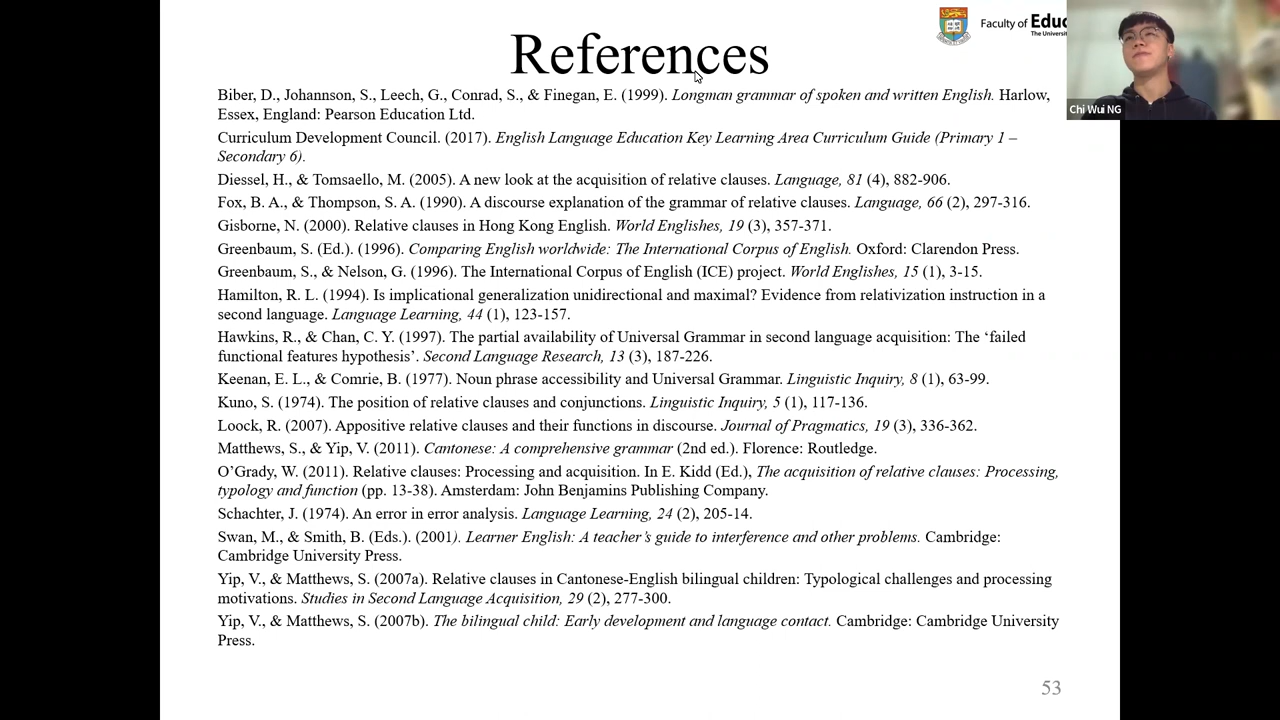 References
Faculty of Educ
The Univers
Chi Wui NG
Biber, D., Johannson, S., Leech, G., Conrad, S., & Finegan, E. (1999). Longman grammar of spoken and written English. Harlow,
Essex, England: Pearson Education Ltd.
Curriculum Development Council. (2017). English Language Education Key Learning Area Curriculum Guide (Primary 1 –
Secondary 6).
Diessel, H., & Tomsaello, M. (2005). A new look at the acquisition of relative clauses. Language, 81 (4), 882-906.
Fox, B. A., & Thompson, S. A. (1990). A discourse explanation of the grammar of relative clauses. Language, 66 (2), 297-316.
Gisborne, N. (2000). Relative clauses in Hong Kong English. World Englishes, 19 (3), 357-371.
Greenbaum, S. (Ed.). (1996). Comparing English worldwide: The International Corpus of English. Oxford: Clarendon Press.
Greenbaum, S., & Nelson, G. (1996). The International Corpus of English (ICE) project. World Englishes, 15 (1), 3-15.
Hamilton, R. L. (1994). Is implicational generalization unidirectional and maximal? Evidence from relativization instruction in a
second language. Language Learning, 44 (1), 123-157.
Hawkins, R., & Chan, C. Y. (1997). The partial availability of Universal Grammar in second language acquisition: The ‘failed
functional features hypothesis’. Second Language Research, 13 (3), 187-226.
Keenan, E. L., & Comrie, B. (1977). Noun phrase accessibility and Universal Grammar. Linguistic Inquiry, 8 (1), 63-99.
Kuno, S. (1974). The position of relative clauses and conjunctions. Linguistic Inquiry, 5 (1), 117-136.
Loock, R. (2007). Appositive relative clauses and their functions in discourse. Journal of Pragmatics, 19 (3), 336-362.
Matthews, S., & Yip, V. (2011). Cantonese: A comprehensive grammar (2nd ed.). Florence: Routledge.
O’Grady, W. (2011). Relative clauses: Processing and acquisition. In E. Kidd (Ed.), The acquisition of relative clauses: Processing,
typology and function (pp. 13-38). Amsterdam: John Benjamins Publishing Company.
Schachter, J. (1974). An error in error analysis. Language Learning, 24 (2), 205-14.
Swan, M., & Smith, B. (Eds.). (2001). Learner English: A teacher’s guide to interference and other problems. Cambridge:
Cambridge University Press.
Yip, V., & Matthews, S. (2007a). Relative clauses in Cantonese-English bilingual children: Typological challenges and processing
motivations. Studies in Second Language Acquisition, 29 (2), 277-300.
Yip, V., & Matthews, S. (2007b). The bilingual child: Early development and language contact. Cambridge: Cambridge University
Press.
53